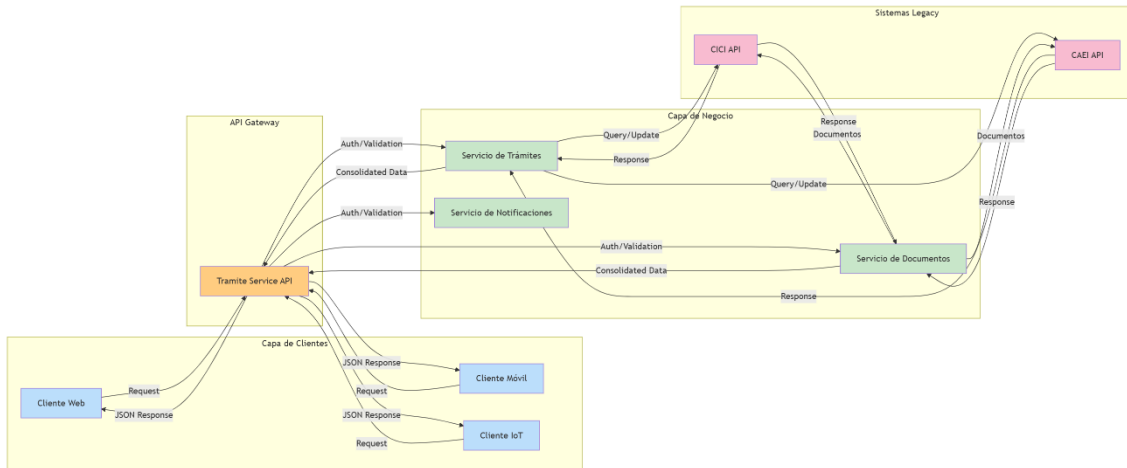 Sistemas Legacy
CICI API
CAEI API
API Gateway
Capa de Negocio
Response
Documentos
Documentos
Query/Update
Auth/Validation
Servicio de Trámites
Response
Consolidated Data
Query/Update
Response
Auth/Validation
Servicio de Notificaciones
Auth/Validation
Servicio de Documentos
Consolidated Data
Tramite Service API
Response
Capa de Clientes
JSON Response
Cliente Móvil
Request
Request
Cliente Web
JSON Response
JSON Response
Cliente IoT
Request